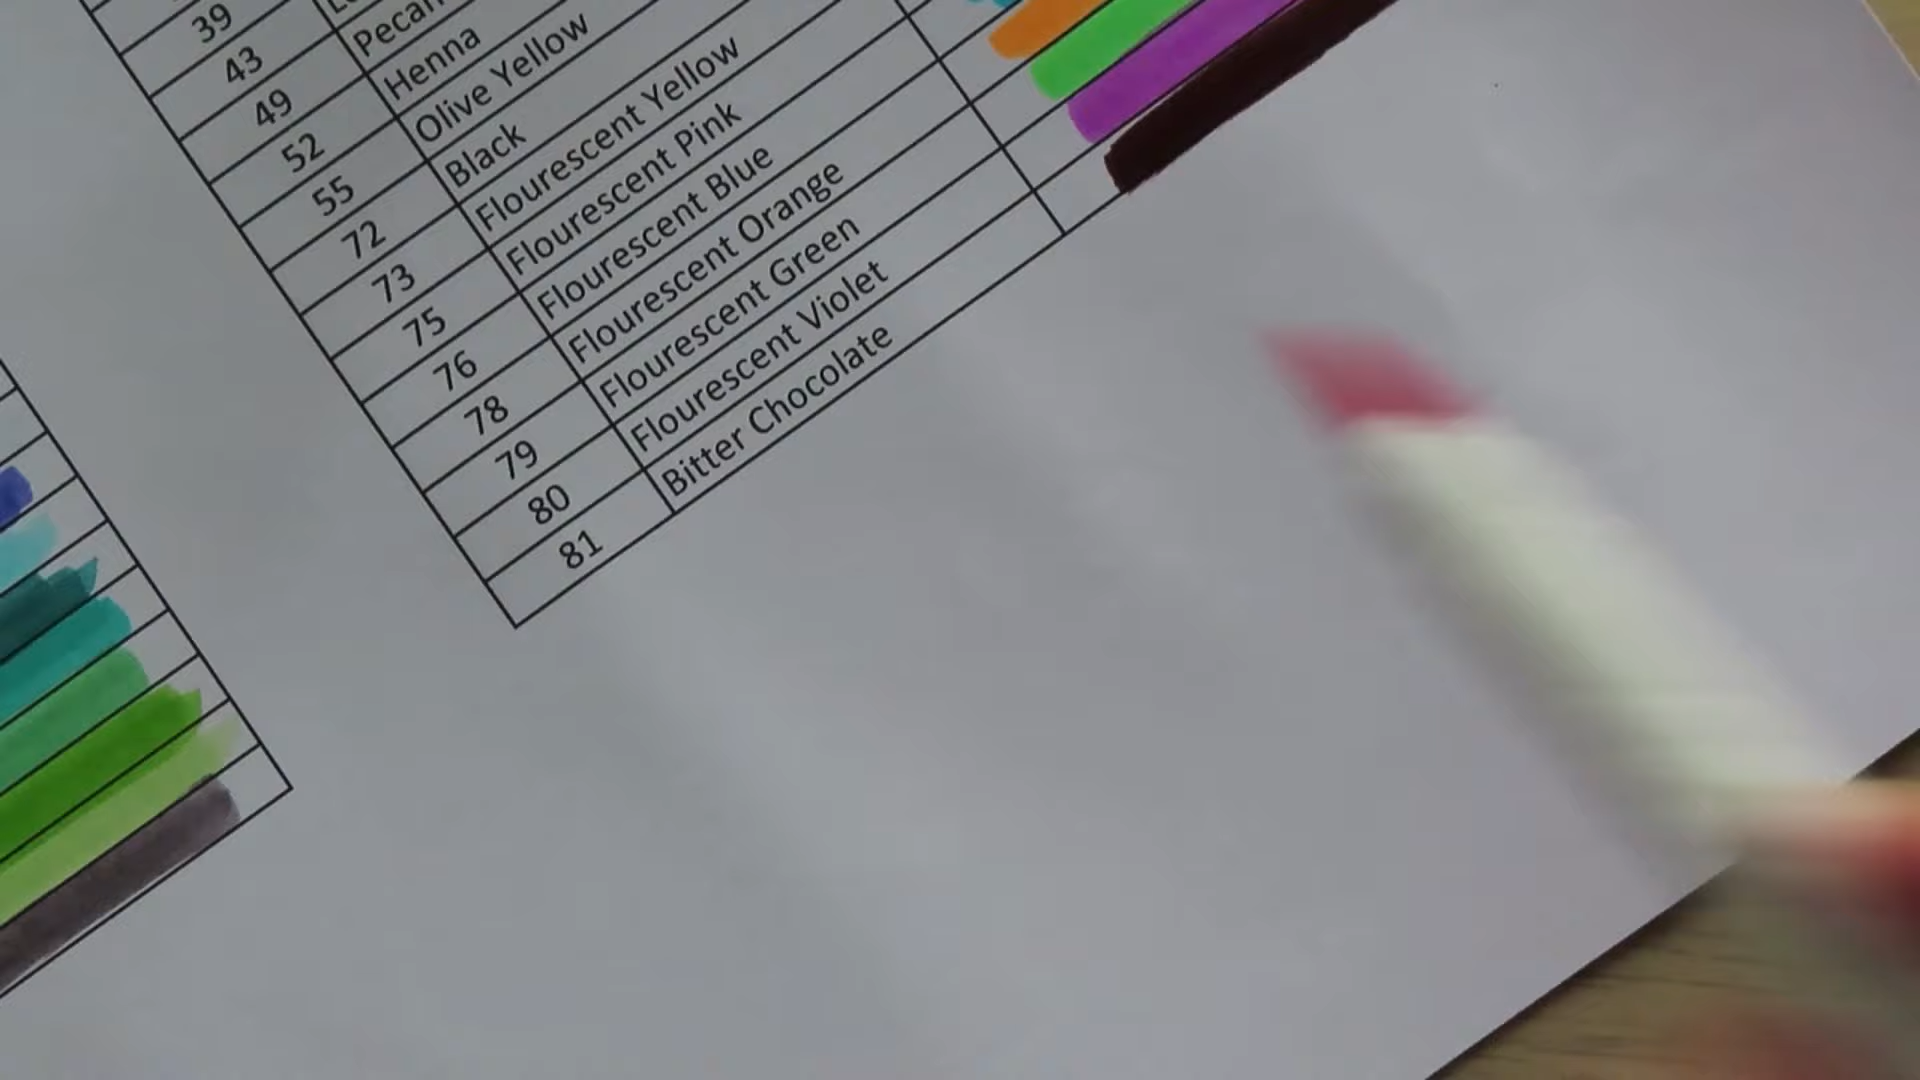 39
43
49 Pecan
52 Henna
55 Olive Yellow
72 Black
73 Flourescent Yellow
75 Flourescent Pink
76 Flourescent Blue
78 Flourescent Orange
79 Flourescent Green
80 Flourescent Violet
81 Bitter Chocolate